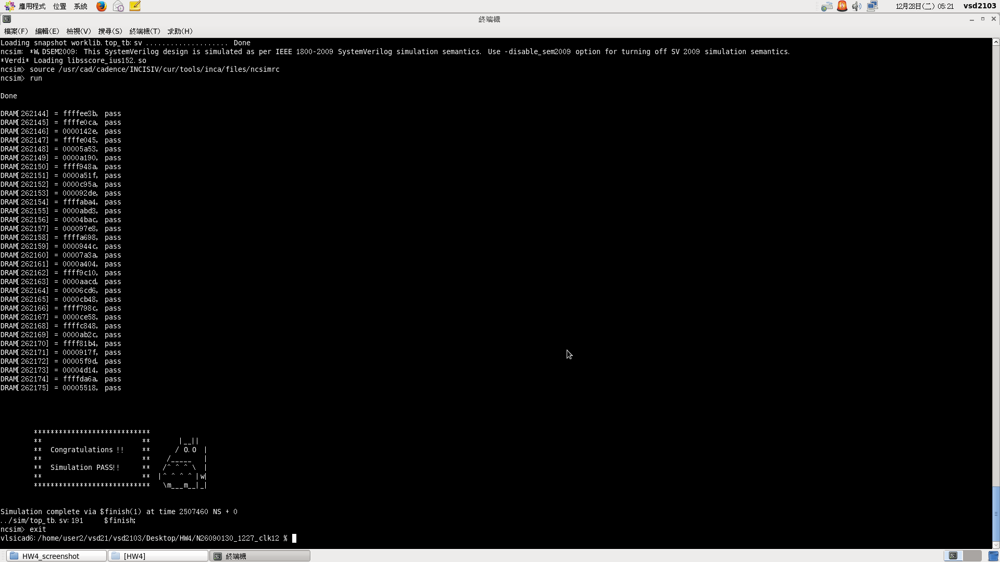 應用程式 位置 系統 12月28日(二) 05:21 vsd2103
終端機
檔案(F) 編輯(E) 檢視(V) 搜尋(S) 終端機(T) 求助(H)
Loading snapshot worklib.top_tb:sv .................... Done
ncsim: *W,DSEM2009: This SystemVerilog design is simulated as per IEEE 1800-2009 SystemVerilog simulation semantics. Use -disable_sem2009 option for turning off SV 2009 simulation semantics.
*Verdi* Loading libsscore_ius152.so
ncsim> source /usr/cad/cadence/INCISIV/cur/tools/inca/files/ncsimrc
ncsim> run
Done
DRAM[262144] = ffffee3b, pass
DRAM[262145] = ffffe0ca, pass
DRAM[262146] = 0000142e, pass
DRAM[262147] = ffffe045, pass
DRAM[262148] = 00005a53, pass
DRAM[262149] = 0000a190, pass
DRAM[262150] = ffff948a, pass
DRAM[262151] = 0000a51f, pass
DRAM[262152] = 0000c95a, pass
DRAM[262153] = 000092de, pass
DRAM[262154] = ffffaba4, pass
DRAM[262155] = 0000abd3, pass
DRAM[262156] = 00004bac, pass
DRAM[262157] = 000097e8, pass
DRAM[262158] = ffffa698, pass
DRAM[262159] = 0000944c, pass
DRAM[262160] = 00007a3a, pass
DRAM[262161] = 0000a404, pass
DRAM[262162] = ffff9c10, pass
DRAM[262163] = 0000aacd, pass
DRAM[262164] = 00006cd6, pass
DRAM[262165] = 0000cb48, pass
DRAM[262166] = ffff798c, pass
DRAM[262167] = 0000ce58, pass
DRAM[262168] = ffffc848, pass
DRAM[262169] = 0000ab2c, pass
DRAM[262170] = ffff81b4, pass
DRAM[262171] = 0000917f, pass
DRAM[262172] = 00005f9d, pass
DRAM[262173] = 00004d14, pass
DRAM[262174] = ffffda6a, pass
DRAM[262175] = 00005518, pass
****************************
** ** |__||
** Congratulations !! ** / O.O |
** ** /_____ |
** Simulation PASS!! ** /^ ^ ^ \ |
** ** |^ ^ ^ ^ |w|
**************************** \m___m__|_|
Simulation complete via $finish(1) at time 2507460 NS + 0
../sim/top_tb.sv:191 $finish;
ncsim> exit
vlsicad6:/home/user2/vsd21/vsd2103/Desktop/HW4/N26090130_1227_clk12 %
HW4_screenshot [HW4] 終端機